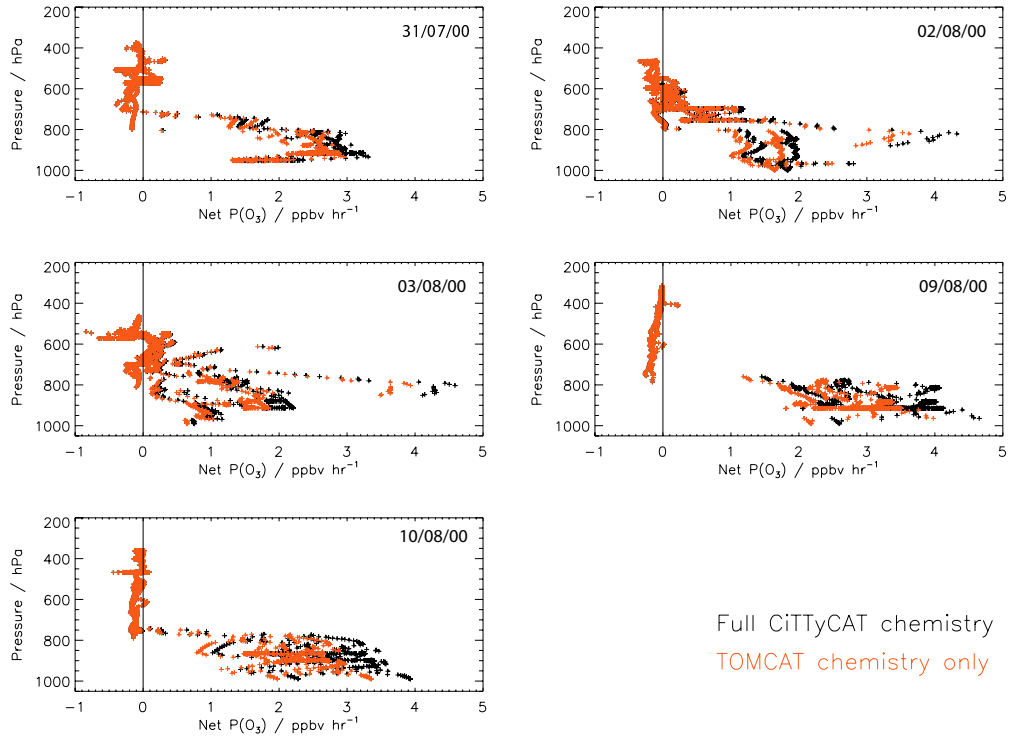 200
400
600
800
1000
Pressure / hPa
31/07/00
−1 0 1 2 3 4 5
Net P(O₃) / ppbv hr⁻¹
200
400
600
800
1000
Pressure / hPa
02/08/00
−1 0 1 2 3 4 5
Net P(O₃) / ppbv hr⁻¹
200
400
600
800
1000
Pressure / hPa
03/08/00
−1 0 1 2 3 4 5
Net P(O₃) / ppbv hr⁻¹
200
400
600
800
1000
Pressure / hPa
09/08/00
−1 0 1 2 3 4 5
Net P(O₃) / ppbv hr⁻¹
200
400
600
800
1000
Pressure / hPa
10/08/00
−1 0 1 2 3 4 5
Net P(O₃) / ppbv hr⁻¹
Full CiTTyCAT chemistry
TOMCAT chemistry only